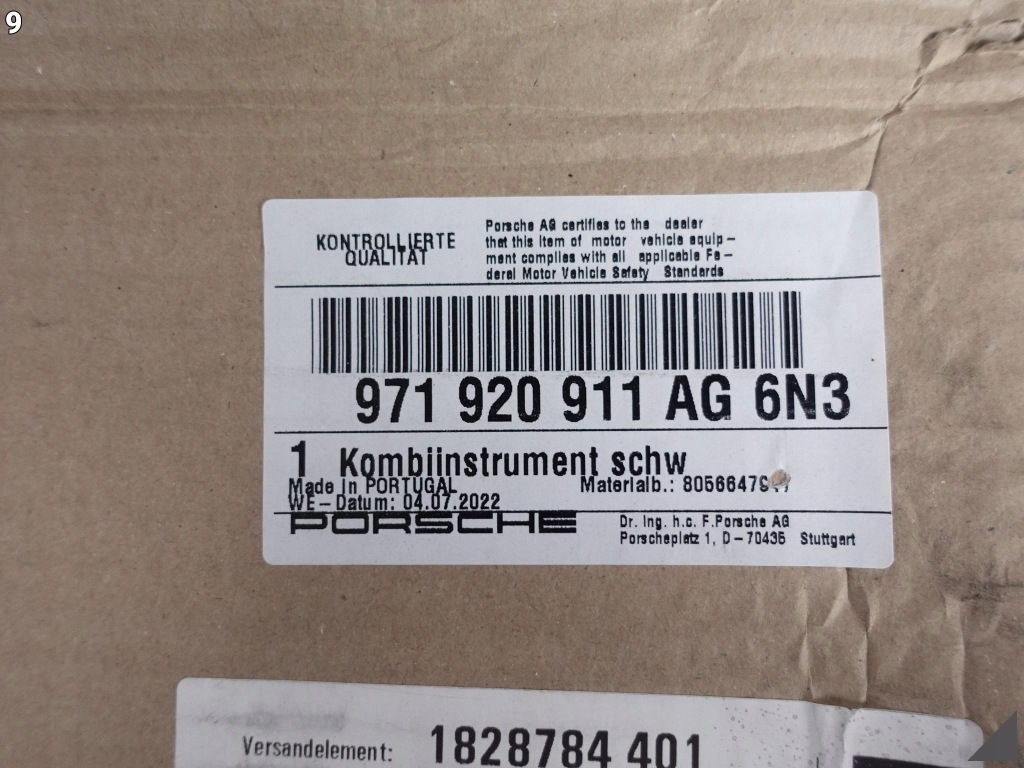 9
KONTROLLIERTE
QUALITÄT
Porsche AG certifies to the dealer
that this item of motor vehicle equip-
ment complies with all applicable Fe-
deral Motor Vehicle Safety Standards
971 920 911 AG 6N3
1 Kombiinstrument schw
Made in PORTUGAL
Materialb.:
WE-Datum: 04.07.2022
PORSCHE
Dr. Ing. h.c. F.Porsche AG
Porscheplatz 1, D-70435 Stuttgart
Versandelement: 1828784 401